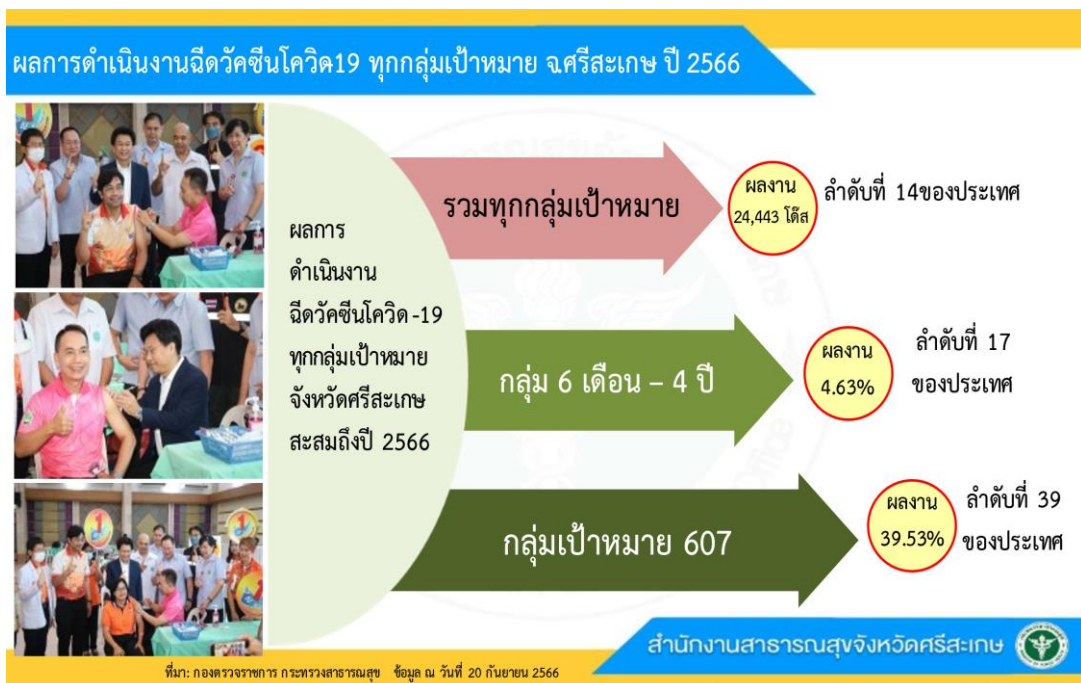 ผลการดำเนินงานฉีดวัคซีนโควิด-19 ทุกกลุ่มเป้าหมาย จ.ศรีสะเกษ ปี 2566
ผลการ
ดำเนินงาน
ฉีดวัคซีนโควิด -19
ทุกกลุ่มเป้าหมาย
จังหวัดศรีสะเกษ
สะสมถึงปี 2566
รวมทุกกลุ่มเป้าหมาย
ผลงาน
24,443 โด๊ส
ลำดับที่ 14ของประเทศ
กลุ่ม 6 เดือน – 4 ปี
ผลงาน
4.63%
ลำดับที่ 17
ของประเทศ
กลุ่มเป้าหมาย 607
ผลงาน
39.53%
ลำดับที่ 39
ของประเทศ
สำนักงานสาธารณสุขจังหวัดศรีสะเกษ
ที่มา: กองตรวจราชการ กระทรวงสาธารณสุข ข้อมูล ณ วันที่ 20 กันยายน 2566